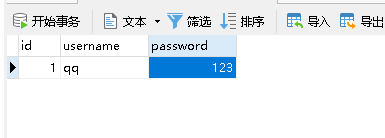 开始事务 文本 筛选 排序 导入 导出
id username password
1 qq 123